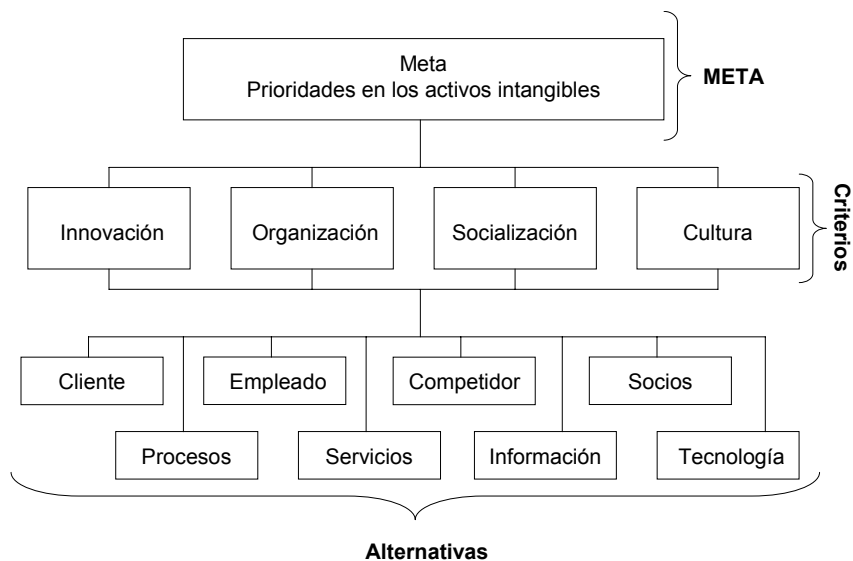 Meta
Prioridades en los activos intangibles
META
Innovación
Organización
Socialización
Cultura
Criterios
Cliente
Empleado
Competidor
Socios
Procesos
Servicios
Información
Tecnología
Alternativas